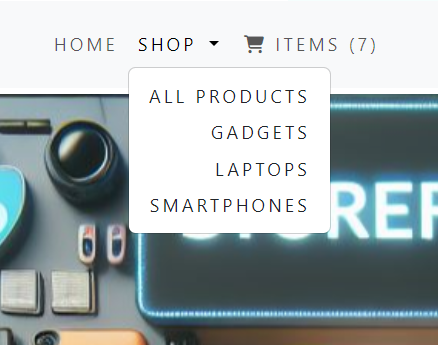 HOME SHOP ITEMS (7)
ALL PRODUCTS
GADGETS
LAPTOPS
SMARTPHONES